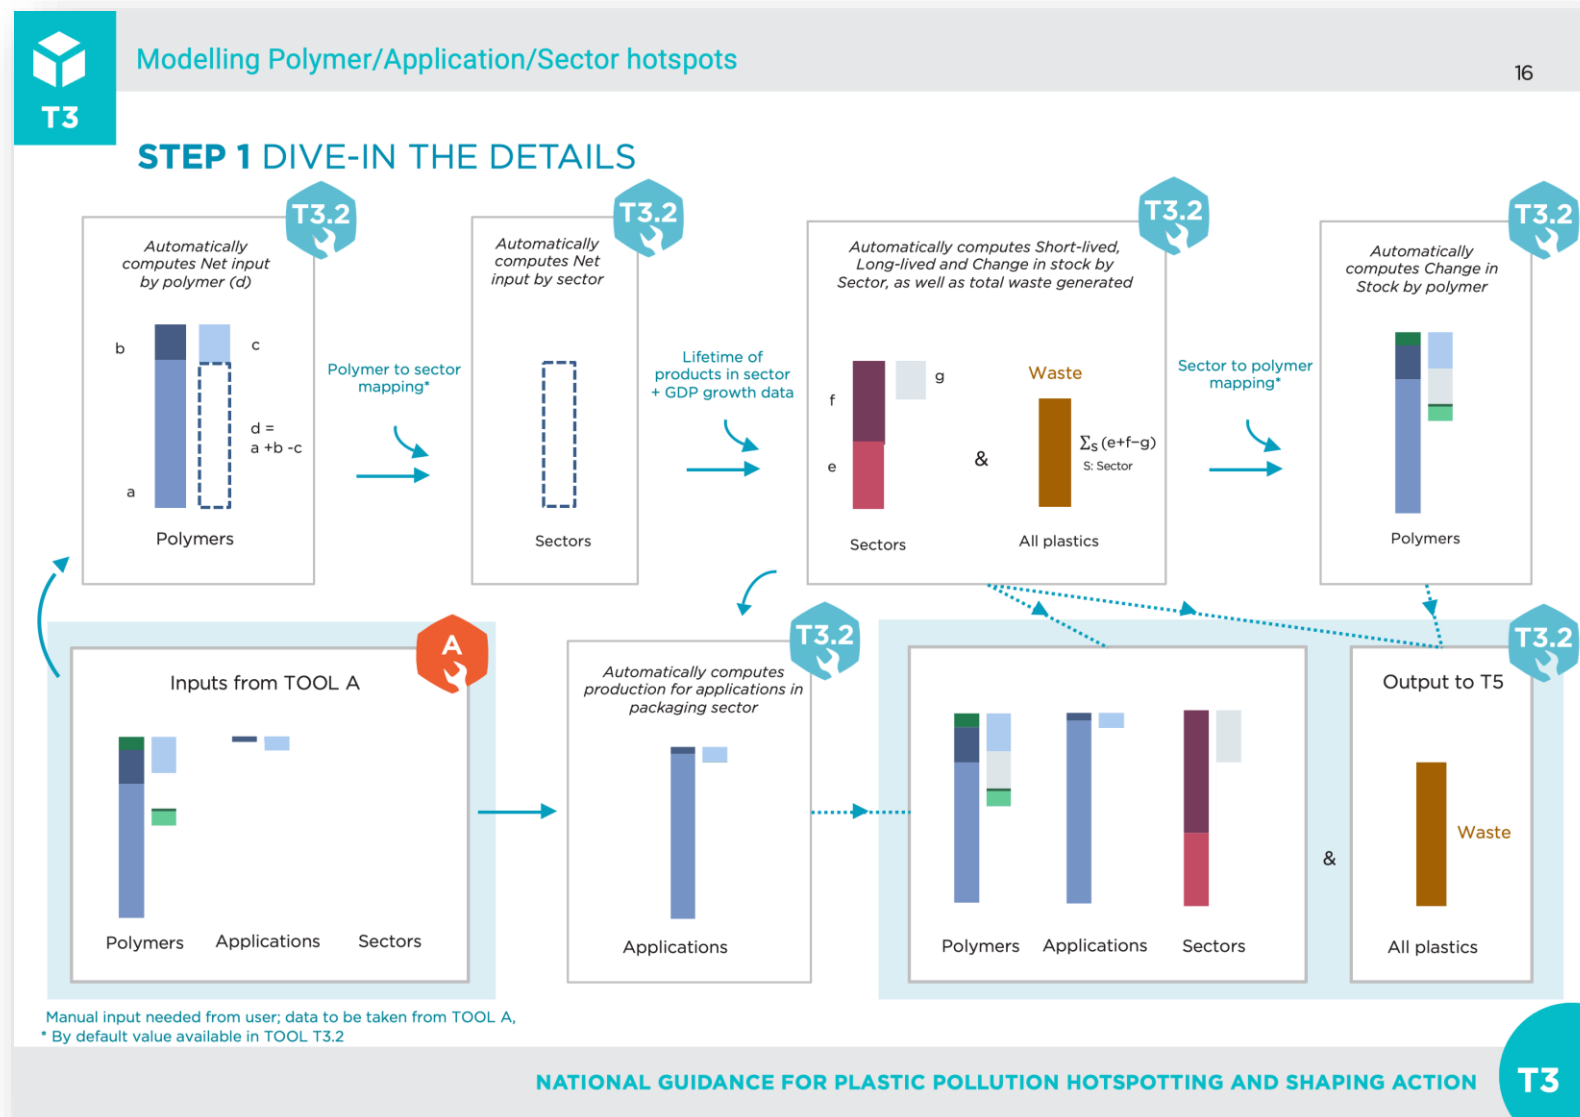 T3
Modelling Polymer/Application/Sector hotspots
16
STEP 1 DIVE-IN THE DETAILS
T3.2
Automatically
computes Net input
by polymer (d)
b
c
d =
a +b -c
a
Polymers
Polymer to sector
mapping*
T3.2
Automatically
computes Net
input by sector
Sectors
Lifetime of
products in sector
+ GDP growth data
T3.2
Automatically computes Short-lived,
Long-lived and Change in stock by
Sector, as well as total waste generated
f
g
e
Sectors
&
Waste
Σs (e+f−g)
S: Sector
All plastics
Sector to polymer
mapping*
T3.2
Automatically
computes Change in
Stock by polymer
Polymers
A
Inputs from TOOL A
Polymers
Applications
Sectors
T3.2
Automatically computes
production for applications in
packaging sector
Applications
Polymers
Applications
Sectors
&
T3.2
Output to T5
Waste
All plastics
Manual input needed from user; data to be taken from TOOL A,
* By default value available in TOOL T3.2
NATIONAL GUIDANCE FOR PLASTIC POLLUTION HOTSPOTTING AND SHAPING ACTION
T3